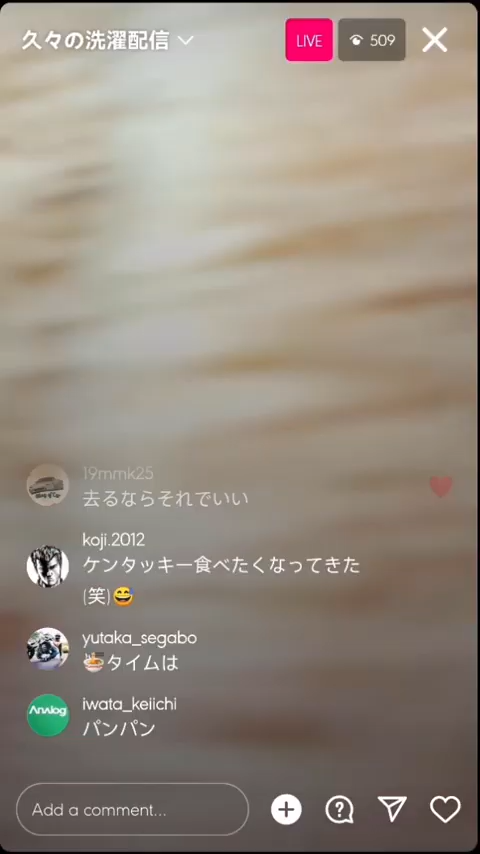 久々の洗濯配信
LIVE
509
19mmk25
去るならそれでいい
koji.2012
ケンタッキー食べたくなってきた
(笑)😅
yutaka_segabo
🍜タイムは
Analog
iwata_keiichi
パンパン
Add a comment...